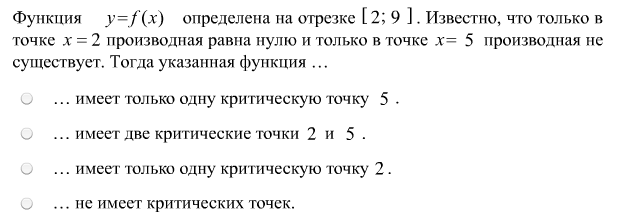 Функция y=f(x) определена на отрезке [2; 9]. Известно, что только в
точке x = 2 производная равна нулю и только в точке x= 5 производная не
существует. Тогда указанная функция …
… имеет только одну критическую точку 5 .
… имеет две критические точки 2 и 5 .
… имеет только одну критическую точку 2 .
… не имеет критических точек.